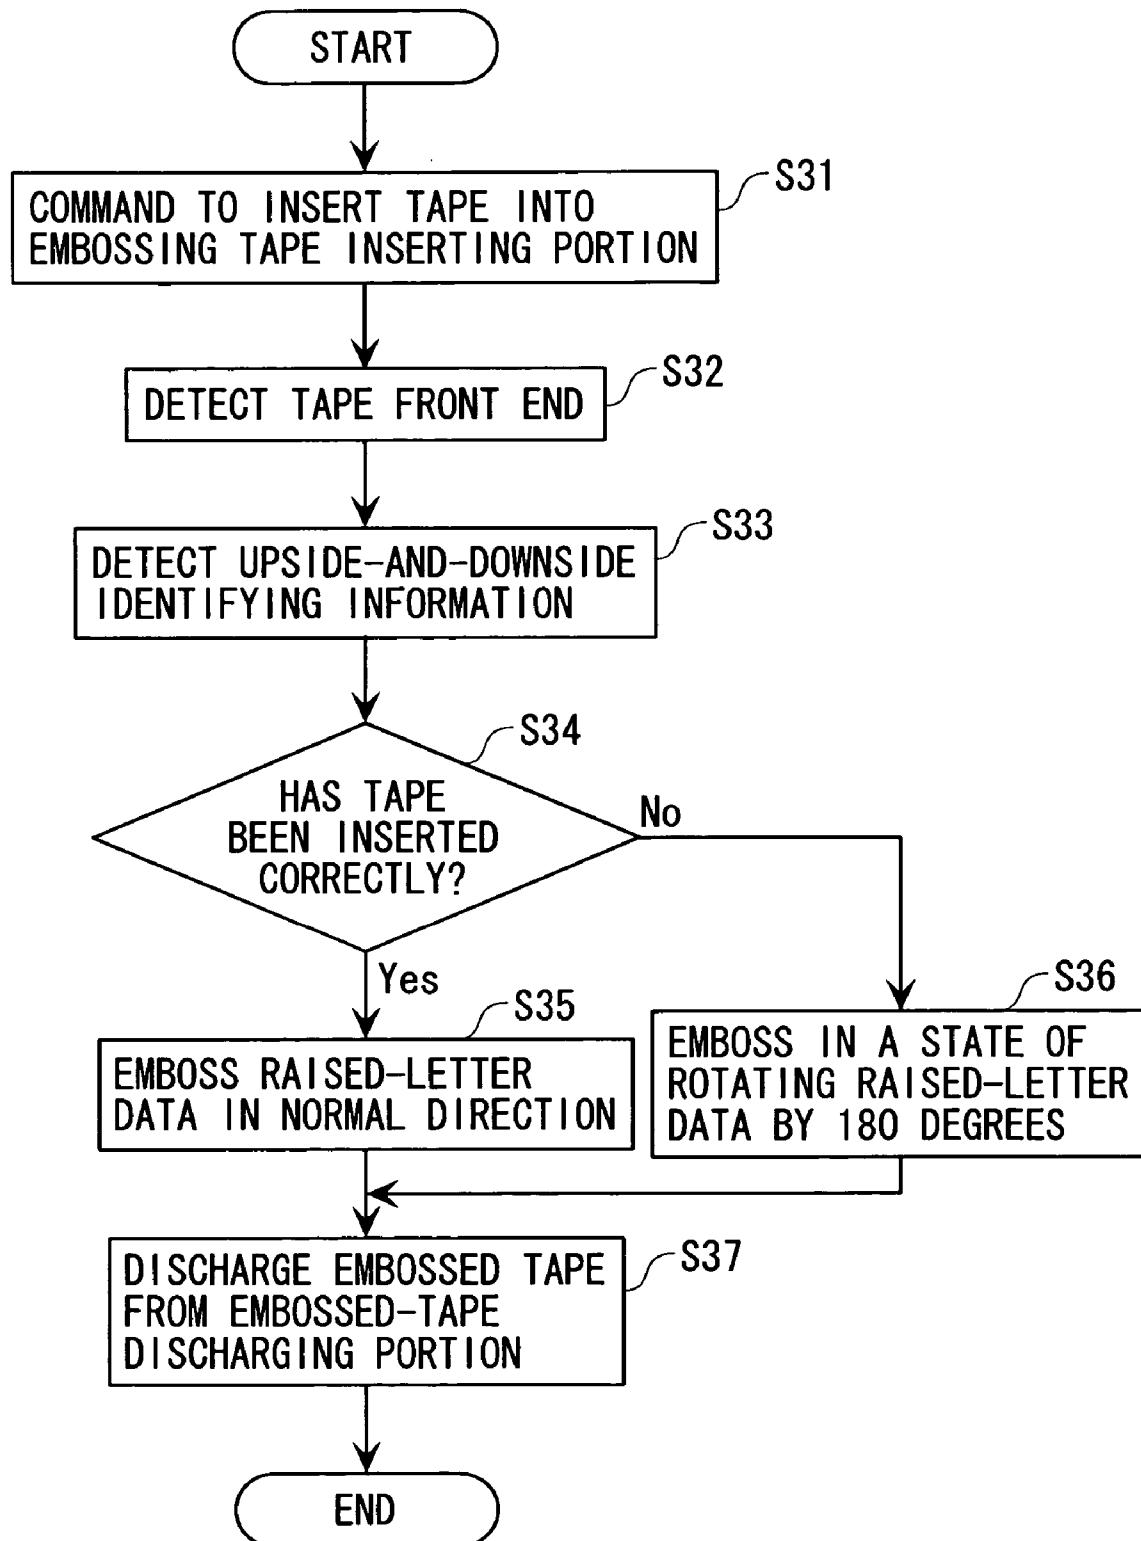 START
S31
COMMAND TO INSERT TAPE INTO
EMBOSSING TAPE INSERTING PORTION
S32
DETECT TAPE FRONT END
S33
DETECT UPSIDE-AND-DOWNSIDE
IDENTIFYING INFORMATION
S34
HAS TAPE
BEEN INSERTED
CORRECTLY?
No
Yes
S35
EMBOSS RAISED-LETTER
DATA IN NORMAL DIRECTION
S36
EMBOSS IN A STATE OF
ROTATING RAISED-LETTER
DATA BY 180 DEGREES
S37
DISCHARGE EMBOSSED TAPE
FROM EMBOSSED-TAPE
DISCHARGING PORTION
END